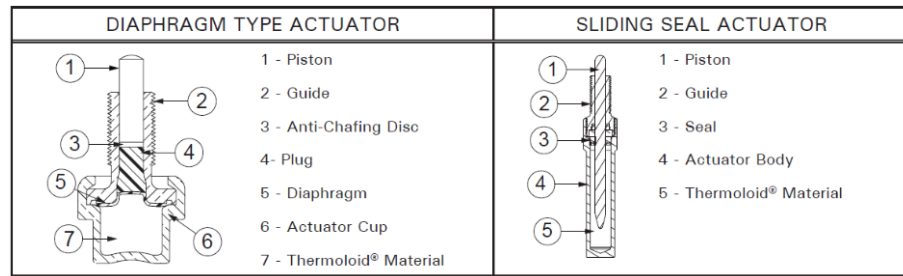 DIAPHRAGM TYPE ACTUATOR
1 - Piston
2 - Guide
3 - Anti-Chafing Disc
4- Plug
5 - Diaphragm
6 - Actuator Cup
7 - Thermoloid® Material
1
2
3
4
5
6
7
SLIDING SEAL ACTUATOR
1 - Piston
2 - Guide
3 - Seal
4 - Actuator Body
5 - Thermoloid® Material
1
2
3
4
5